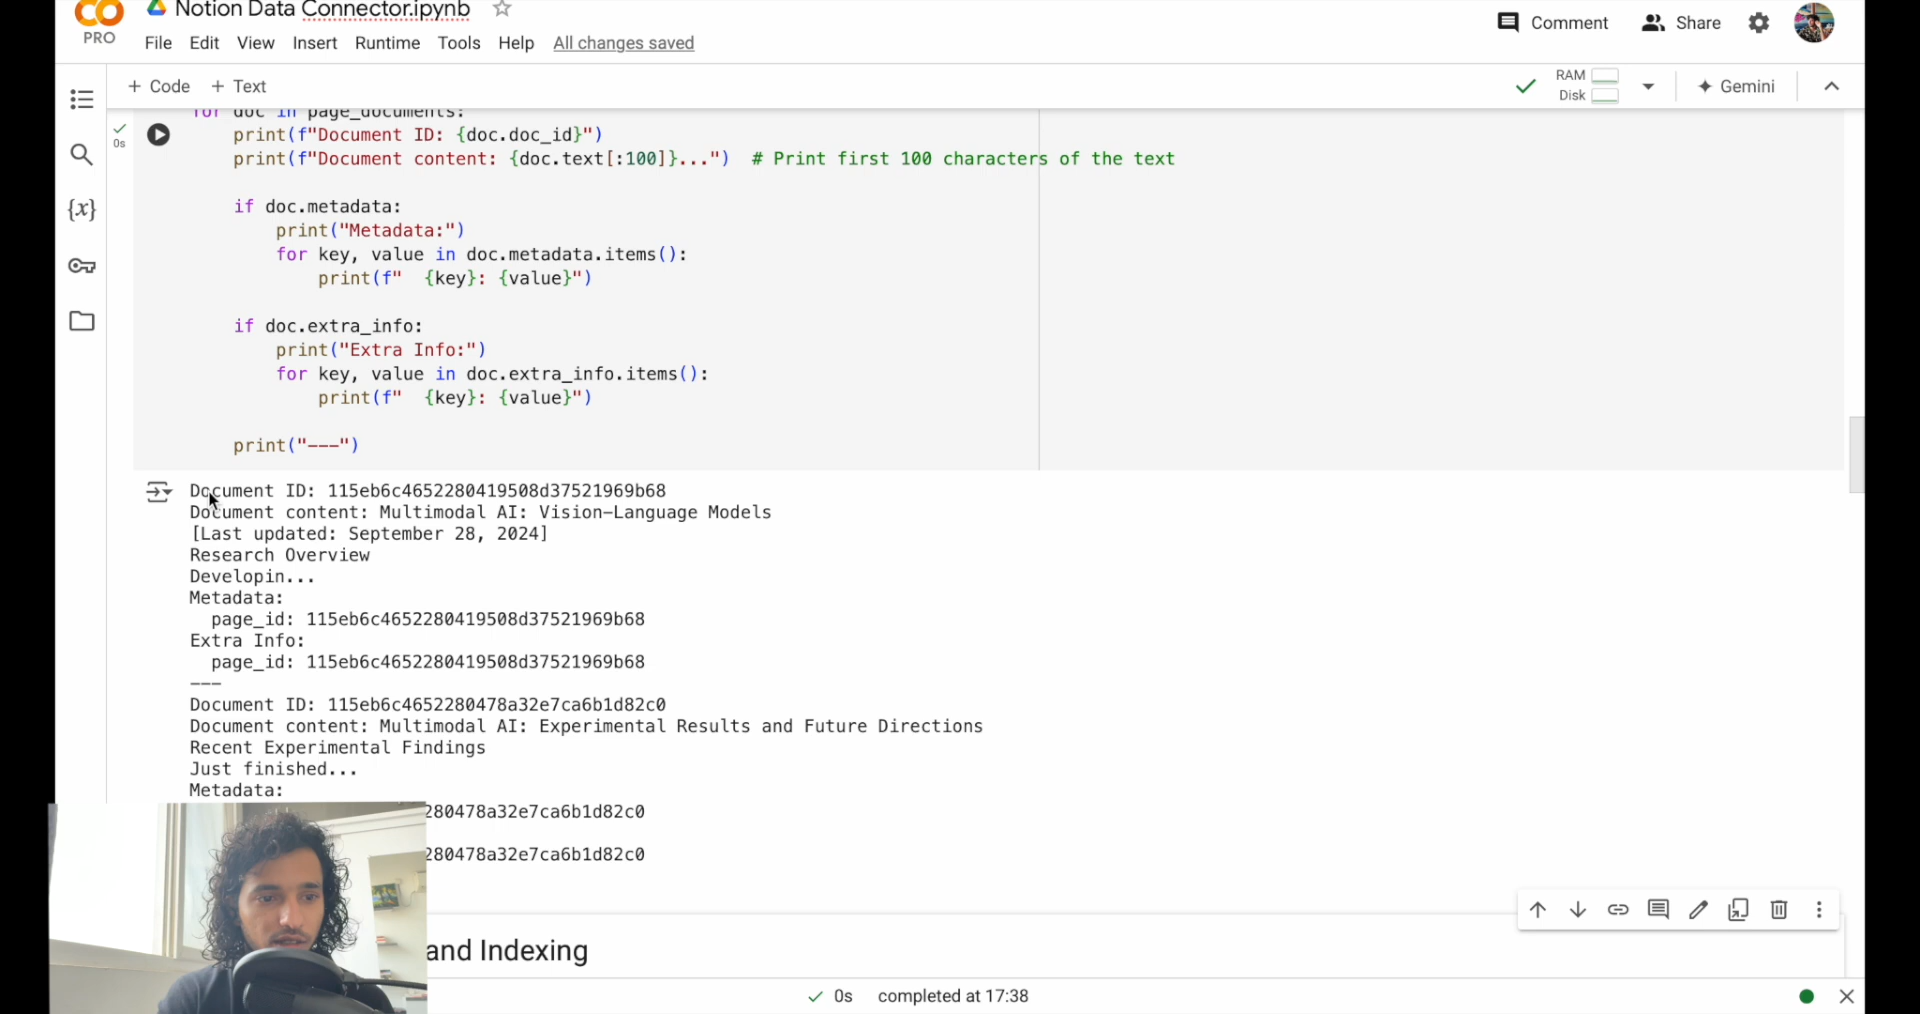 PRO
Notion Data Connector.ipynb
File Edit View Insert Runtime Tools Help All changes saved
Comment Share
+ Code + Text
RAM
Disk
Gemini
0s
for doc in page_documents:
print(f"Document ID: {doc.doc_id}")
print(f"Document content: {doc.text[:100]}...") # Print first 100 characters of the text
if doc.metadata:
print("Metadata:")
for key, value in doc.metadata.items():
print(f"  {key}: {value}")
if doc.extra_info:
print("Extra Info:")
for key, value in doc.extra_info.items():
print(f"  {key}: {value}")
print("---")
{x}
Document ID: 115eb6c4652280419508d37521969b68
Document content: Multimodal AI: Vision-Language Models
[Last updated: September 28, 2024]
Research Overview
Developin...
Metadata:
page_id: 115eb6c4652280419508d37521969b68
Extra Info:
page_id: 115eb6c4652280419508d37521969b68
---
Document ID: 115eb6c4652280478a32e7ca6b1d82c0
Document content: Multimodal AI: Experimental Results and Future Directions
Recent Experimental Findings
Just finished...
Metadata:
280478a32e7ca6b1d82c0
280478a32e7ca6b1d82c0
and Indexing
0s completed at 17:38